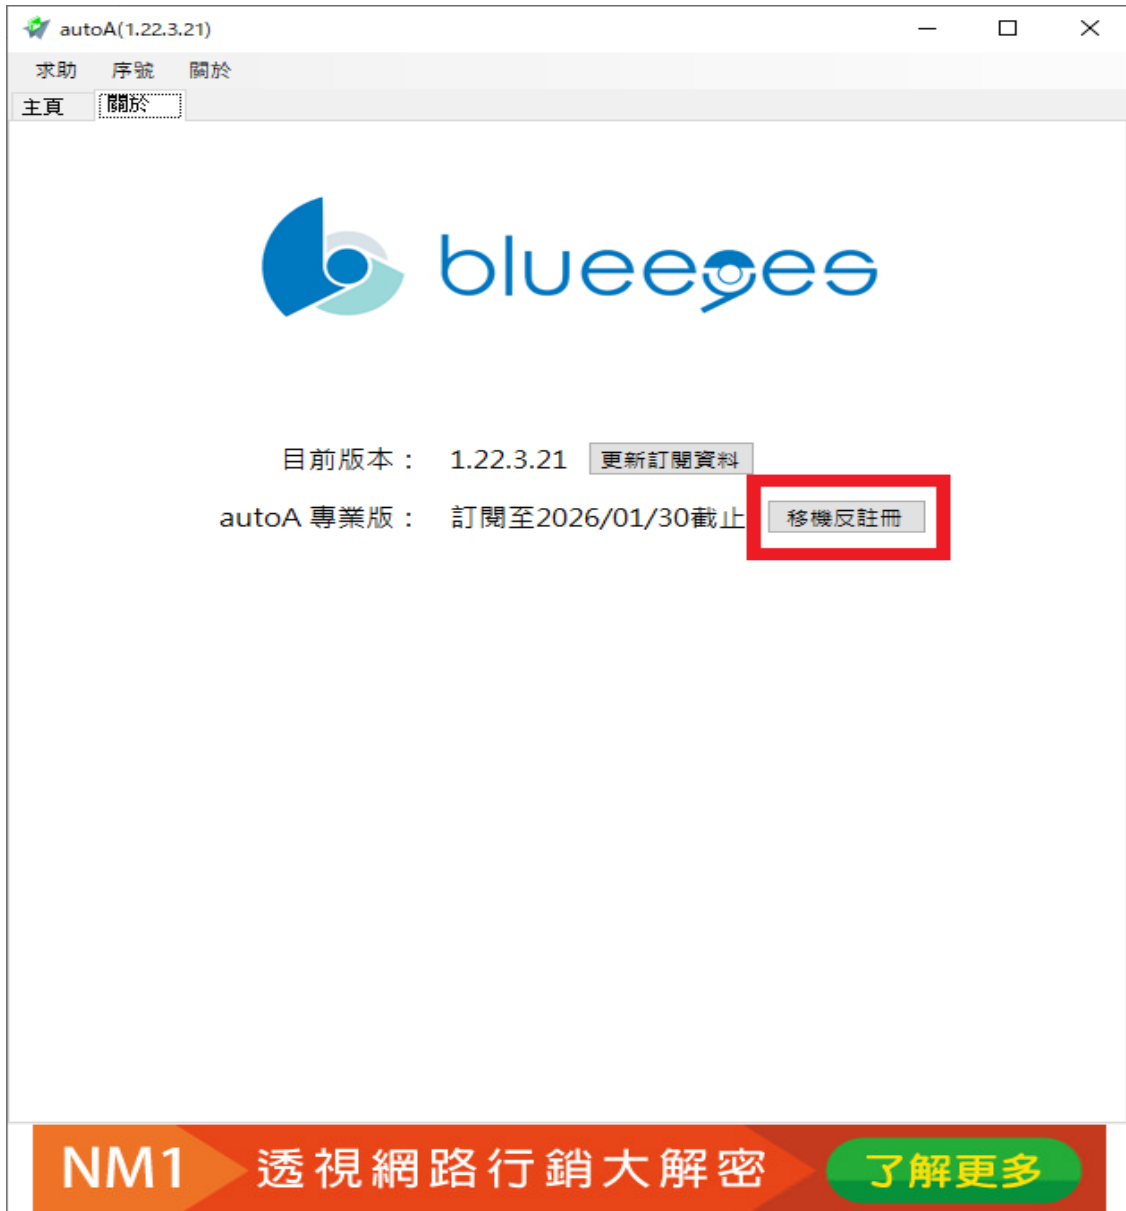 autoA(1.22.3.21)
求助 序號 關於
主頁 關於
blueeyes
目前版本： 1.22.3.21 更新訂閱資料
autoA 專業版： 訂閱至2026/01/30截止 移機反註冊
NM1 透視網路行銷大解密 了解更多